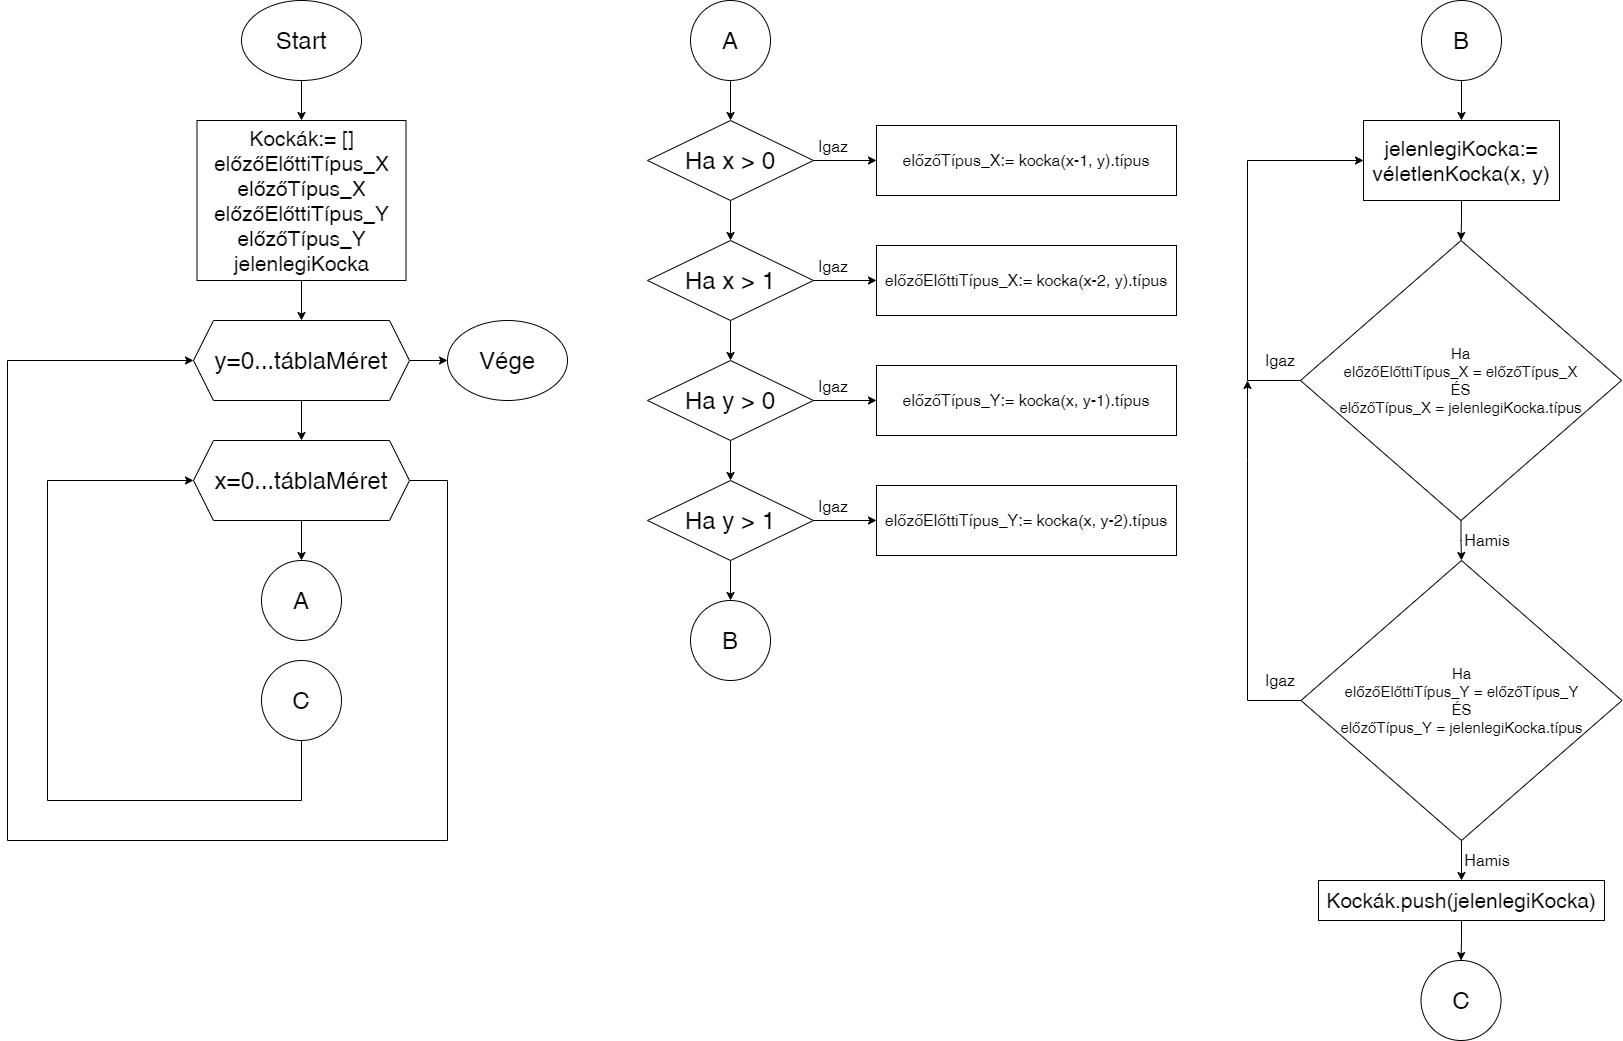 Start
Kockák:= []
előzőElőttiTípus_X
előzőTípus_X
előzőElőttiTípus_Y
előzőTípus_Y
jelenlegiKocka
y=0...táblaMéret
Vége
x=0...táblaMéret
A
C
A
Ha x > 0
Igaz
előzőTípus_X:= kocka(x-1, y).típus
Ha x > 1
Igaz
előzőElőttiTípus_X:= kocka(x-2, y).típus
Ha y > 0
Igaz
előzőTípus_Y:= kocka(x, y-1).típus
Ha y > 1
Igaz
előzőElőttiTípus_Y:= kocka(x, y-2).típus
B
B
jelenlegiKocka:=
véletlenKocka(x, y)
Igaz
Ha
előzőElőttiTípus_X = előzőTípus_X
ÉS
előzőTípus_X = jelenlegiKocka.típus
Hamis
Igaz
Ha
előzőElőttiTípus_Y = előzőTípus_Y
ÉS
előzőTípus_Y = jelenlegiKocka.típus
Hamis
Kockák.push(jelenlegiKocka)
C